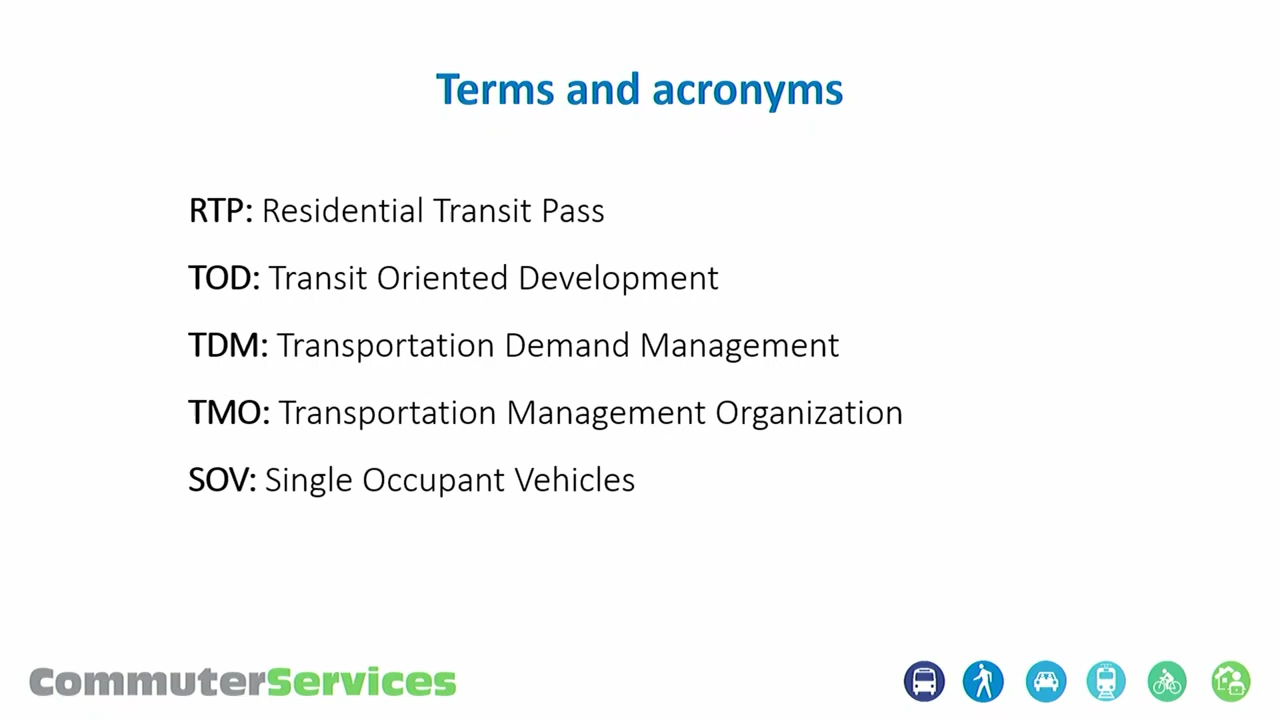 Terms and acronyms
RTP: Residential Transit Pass
TOD: Transit Oriented Development
TDM: Transportation Demand Management
TMO: Transportation Management Organization
SOV: Single Occupant Vehicles
CommuterServices